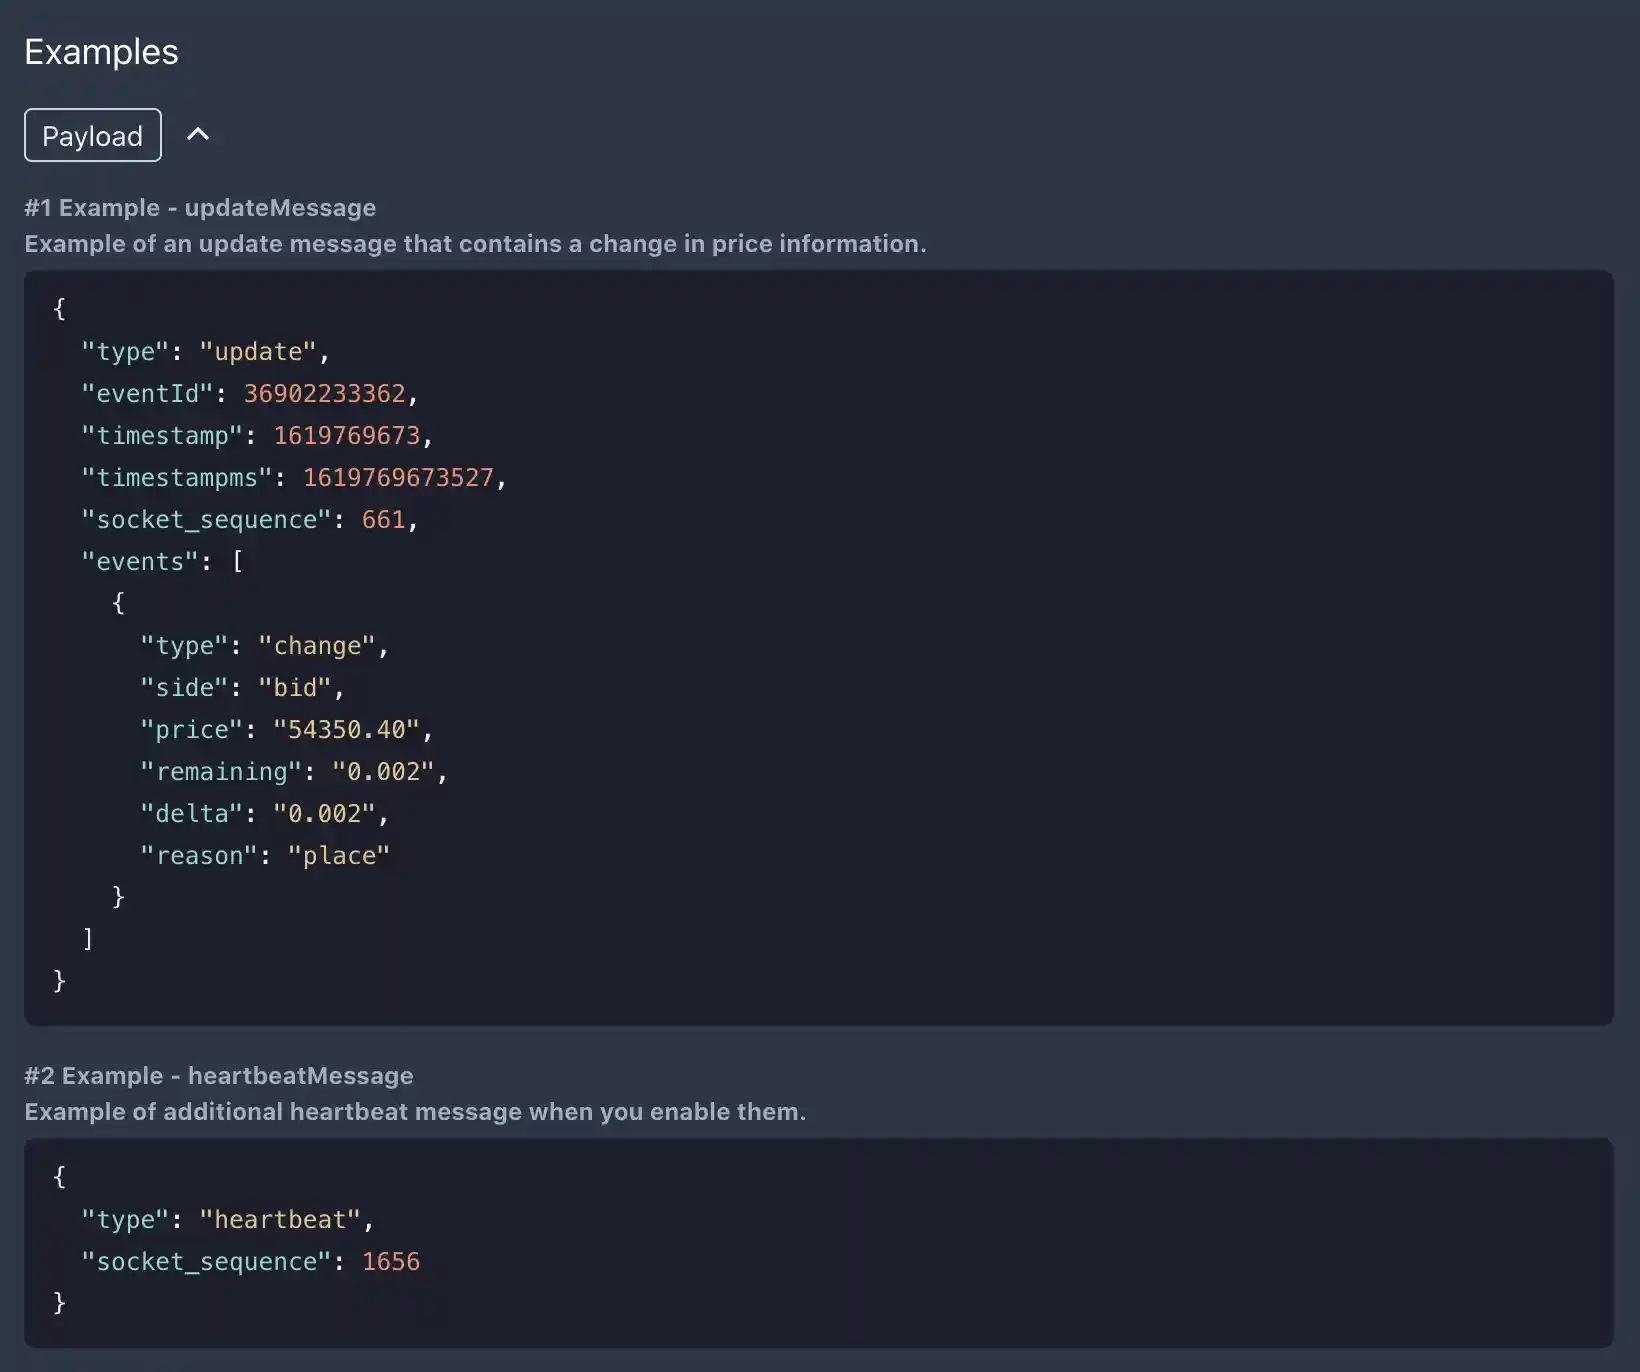 Examples
Payload
#1 Example - updateMessage
Example of an update message that contains a change in price information.
{
  "type": "update",
  "eventId": 36902233362,
  "timestamp": 1619769673,
  "timestampms": 1619769673527,
  "socket_sequence": 661,
  "events": [
    {
      "type": "change",
      "side": "bid",
      "price": "54350.40",
      "remaining": "0.002",
      "delta": "0.002",
      "reason": "place"
    }
  ]
}
#2 Example - heartbeatMessage
Example of additional heartbeat message when you enable them.
{
  "type": "heartbeat",
  "socket_sequence": 1656
}